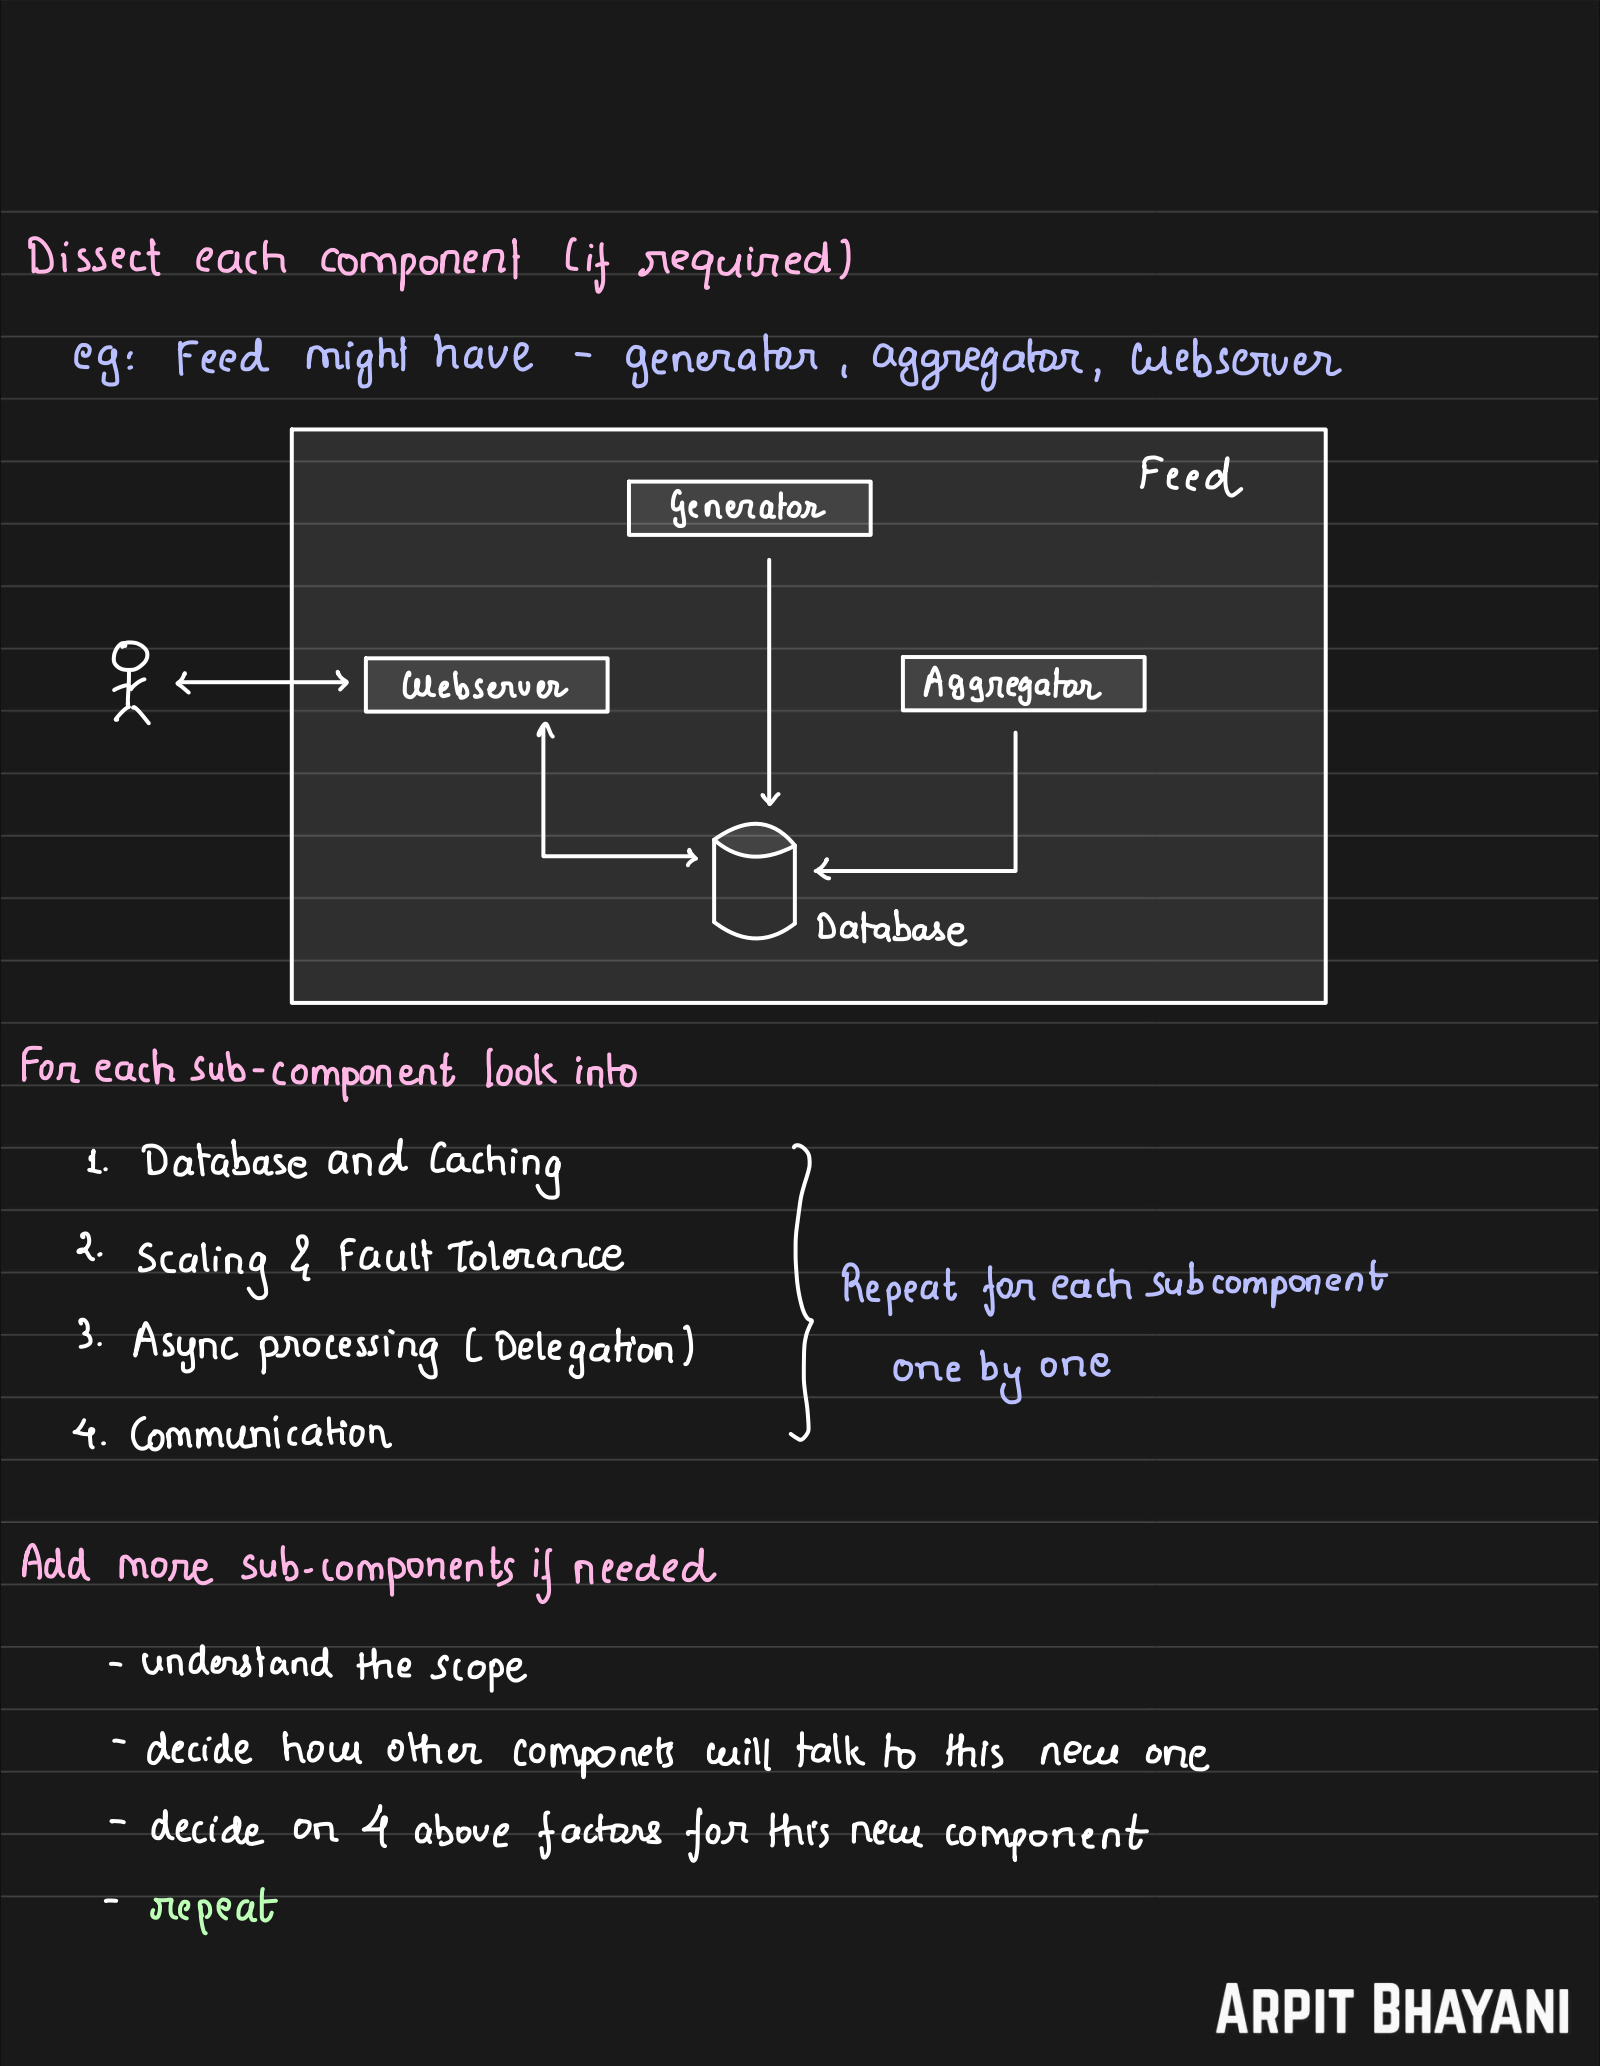 Dissect each component (if required)
eg: Feed might have - generator, aggregator, webserver
Feed
Generator
Webserver
Aggregator
Database
For each sub-component look into
1. Database and Caching
2. Scaling & Fault Tolerance
3. Async processing (Delegation)
4. Communication
Repeat for each subcomponent
one by one
Add more sub-components if needed
- understand the scope
- decide how other componets will talk to this new one
- decide on 4 above factors for this new component
- repeat
ARPIT BHAYANI